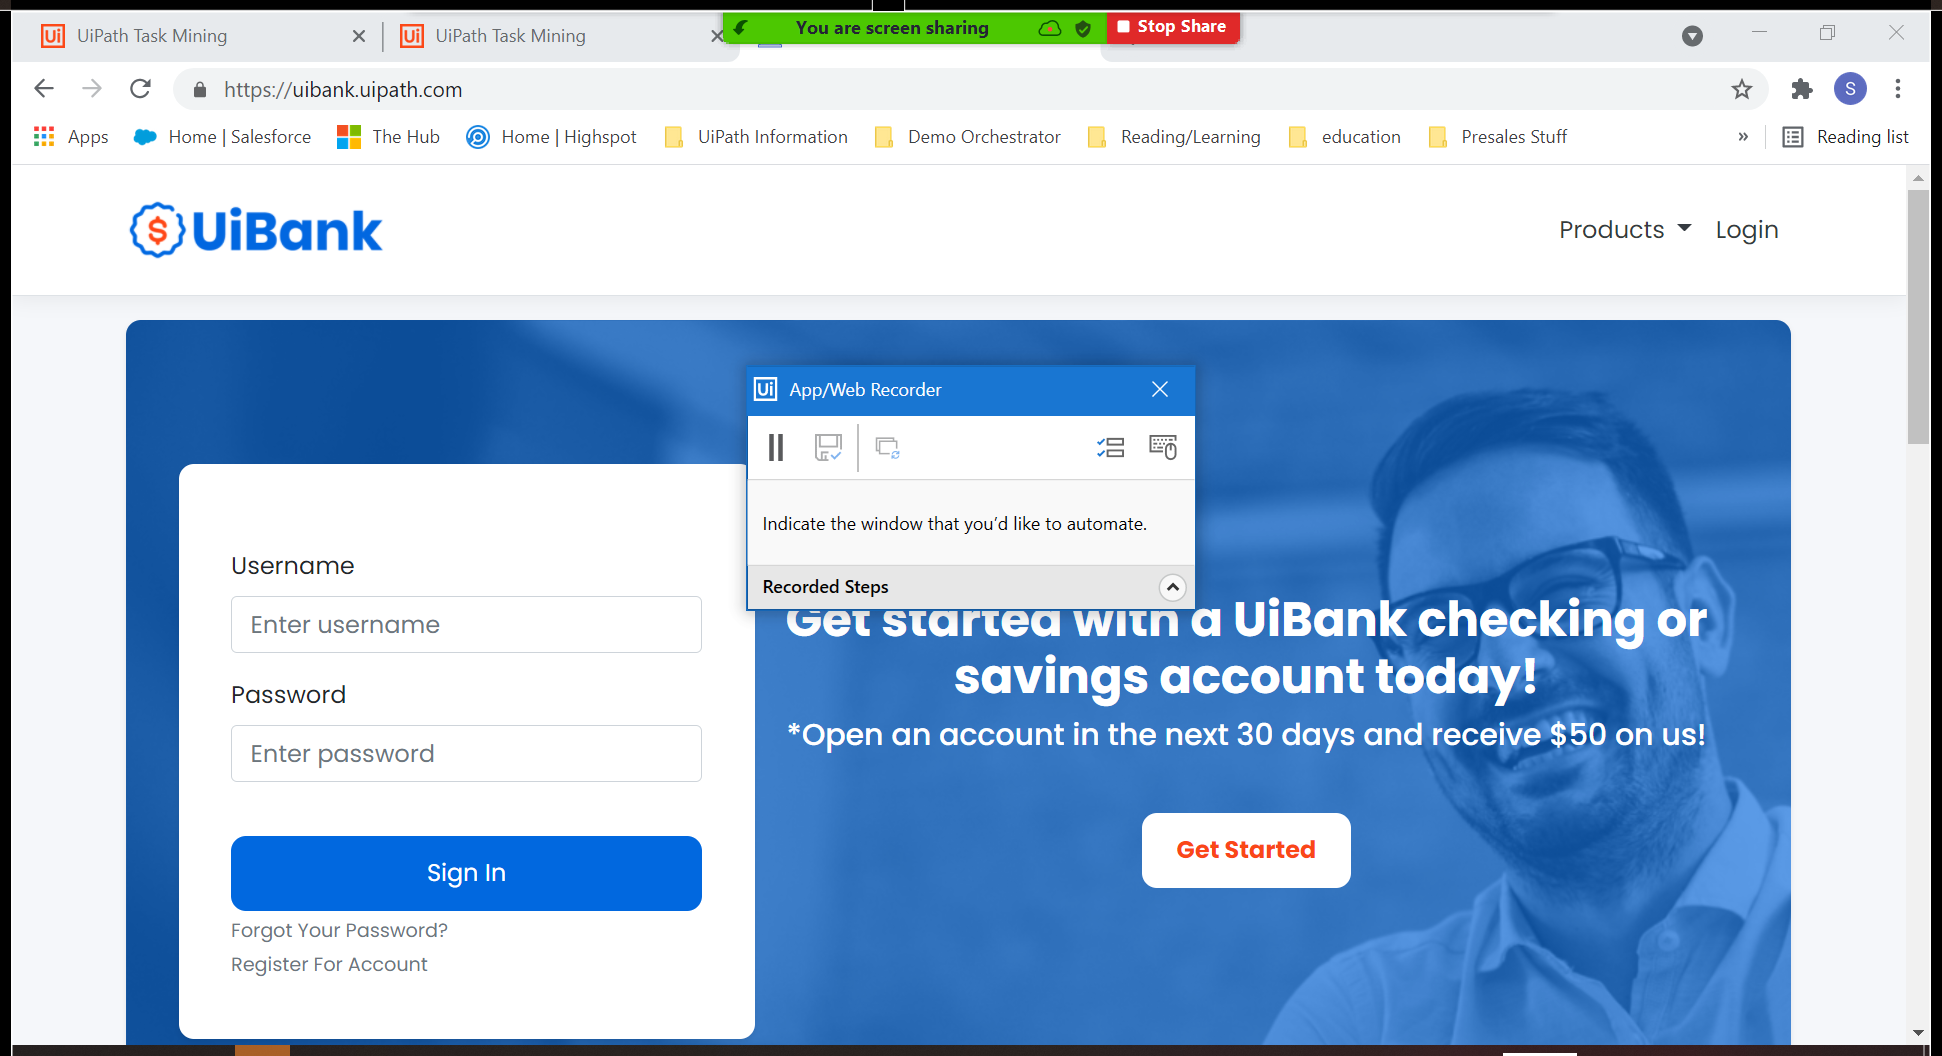 UiPath Task Mining
UiPath Task Mining
You are screen sharing
Stop Share
https://uibank.uipath.com
S
Apps
Home | Salesforce
The Hub
Home | Highspot
UiPath Information
Demo Orchestrator
Reading/Learning
education
Presales Stuff
»
Reading list
$ UiBank
Products
Login
Ui App/Web Recorder
Indicate the window that you'd like to automate.
Recorded Steps
Username
Enter username
Password
Enter password
Sign In
Forgot Your Password?
Register For Account
Get started with a UiBank checking or
savings account today!
*Open an account in the next 30 days and receive $50 on us!
Get Started